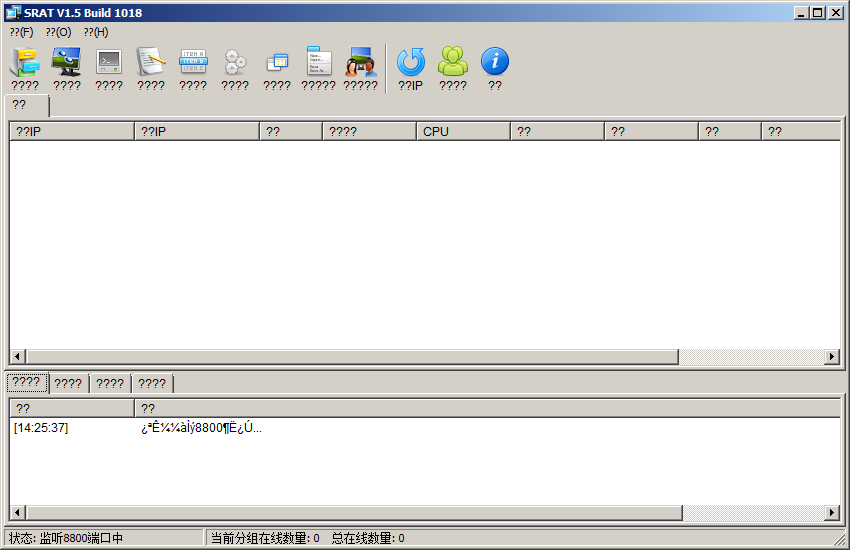 SRAT V1.5 Build 1018
??(F) ??(O) ??(H)
???? ???? ???? ???? ???? ???? ???? ????? ????? ??IP ???? ??
??
??IP ??IP ?? ???? CPU ?? ?? ?? ??
???? ???? ???? ????
?? ??
[14:25:37] ¿ªÊ¼¼àÌý8800¶Ë¿Ú...
状态: 监听8800端口中 当前分组在线数量: 0 总在线数量: 0